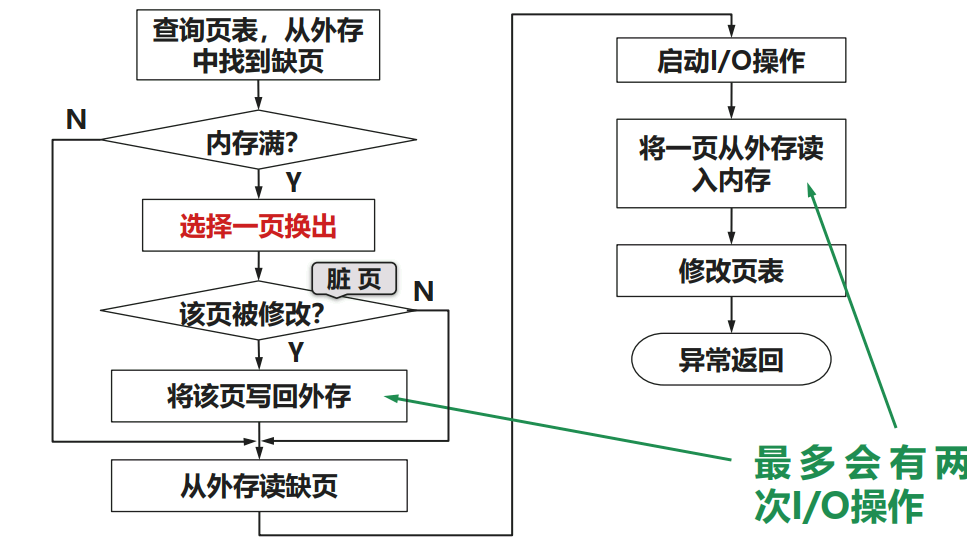 查询页表，从外存
中找到缺页
N
内存满？
Y
选择一页换出
脏 页
N
该页被修改？
Y
将该页写回外存
从外存读缺页
启动I/O操作
将一页从外存读
入内存
修改页表
异常返回
最多会有两
次I/O操作